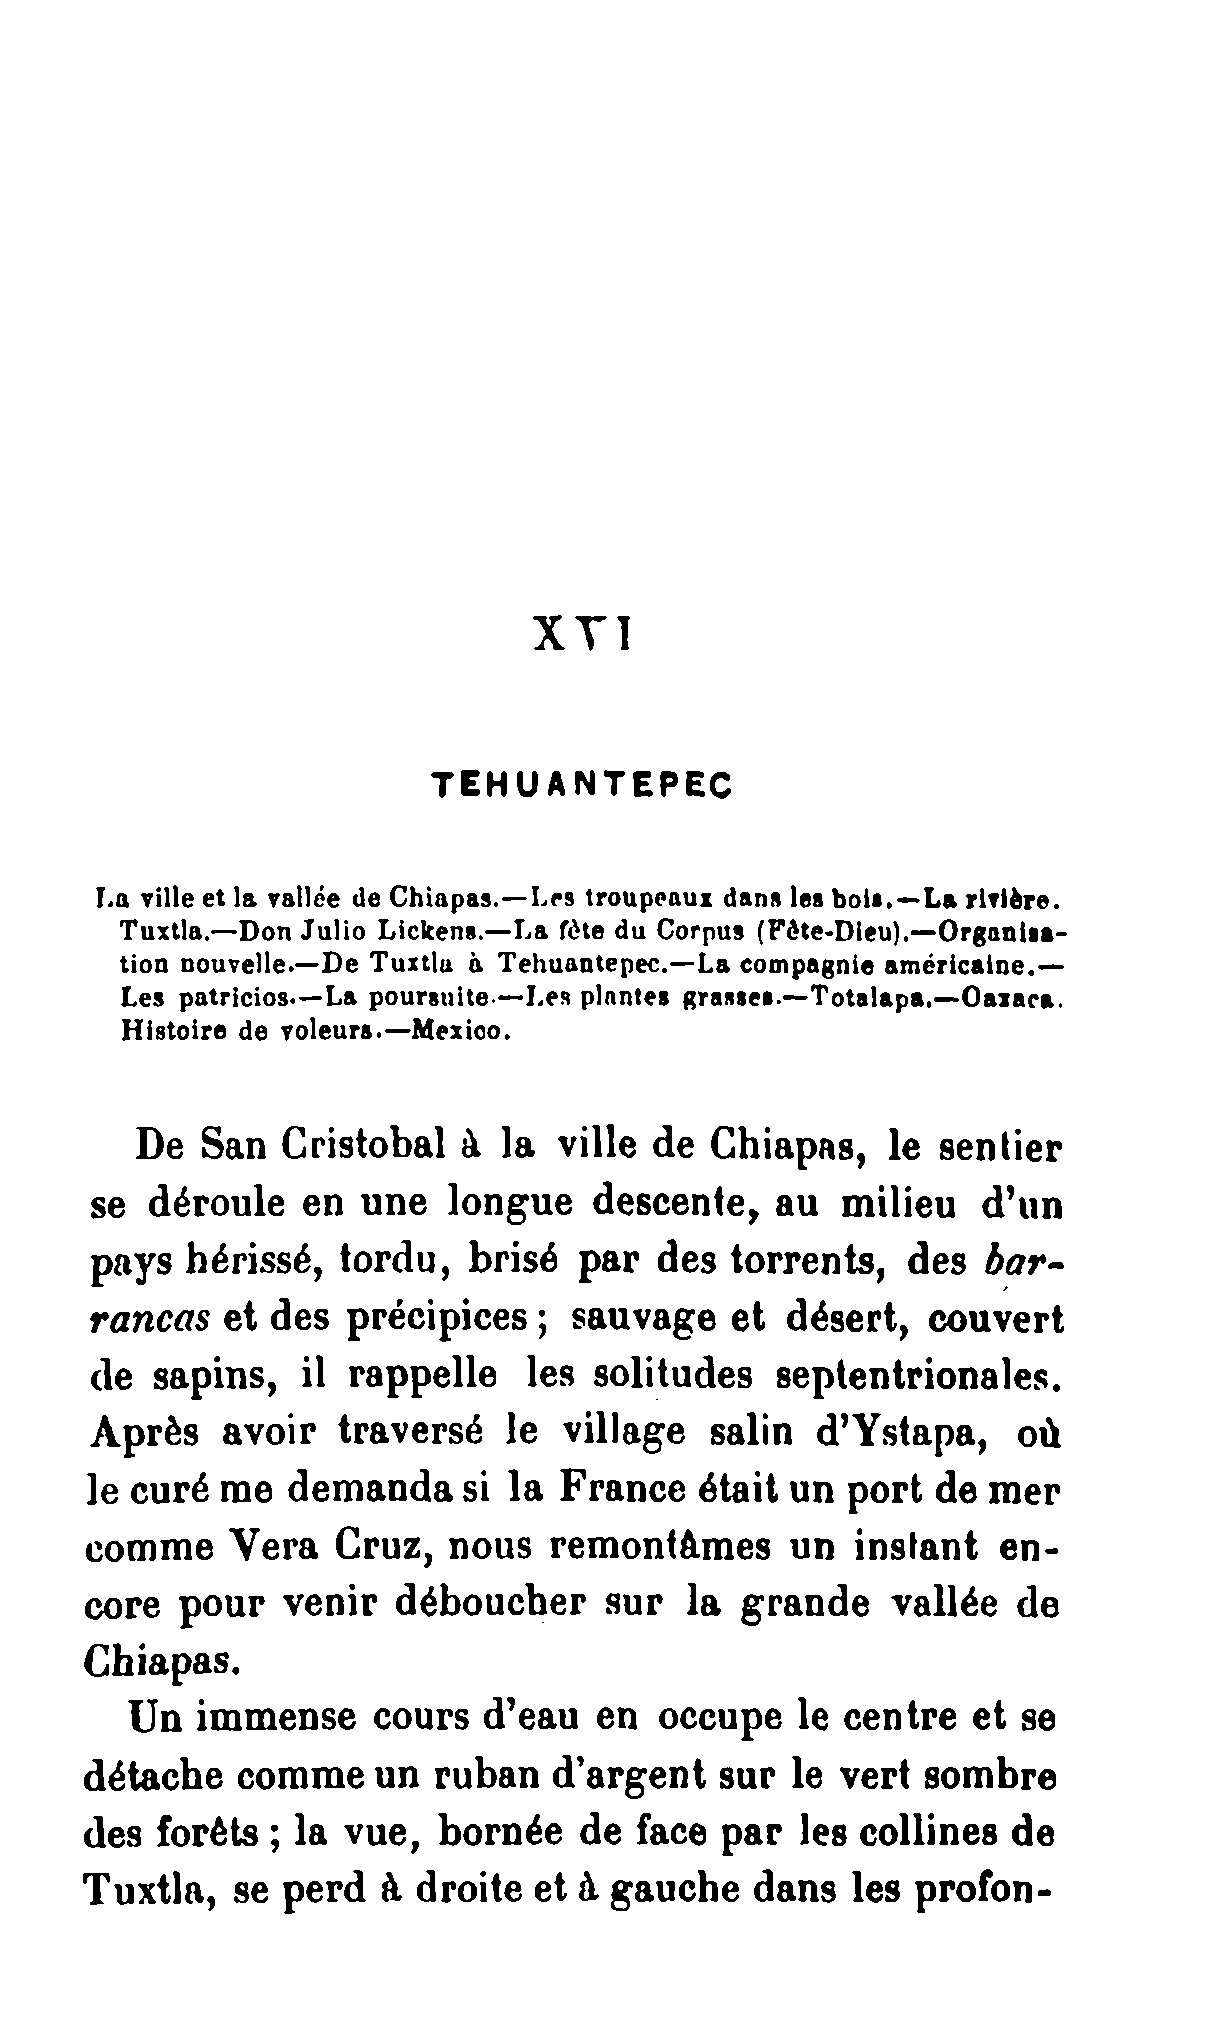 XVI
TEHUANTEPEC
La ville et la vallée de Chiapas.—Les troupeaux dans les bois.—La rivière.
Tuxtla.—Don Julio Lickens.—La fête du Corpus (Fête-Dieu).—Organisa-
tion nouvelle.—De Tuxtla à Tehuantepec.—La compagnie américaine.—
Les patricios.—La poursuite.—Les plantes grasses.—Totalapa.—Oaxaca.
Histoire de voleurs.—Mexico.
De San Cristobal à la ville de Chiapas, le sentier
se déroule en une longue descente, au milieu d'un
pays hérissé, tordu, brisé par des torrents, des bar-
rancas et des précipices ; sauvage et désert, couvert
de sapins, il rappelle les solitudes septentrionales.
Après avoir traversé le village salin d'Ystapa, où
le curé me demanda si la France était un port de mer
comme Vera Cruz, nous remontâmes un instant en-
core pour venir déboucher sur la grande vallée de
Chiapas.
Un immense cours d'eau en occupe le centre et se
détache comme un ruban d'argent sur le vert sombre
des forêts ; la vue, bornée de face par les collines de
Tuxtla, se perd à droite et à gauche dans les profon-